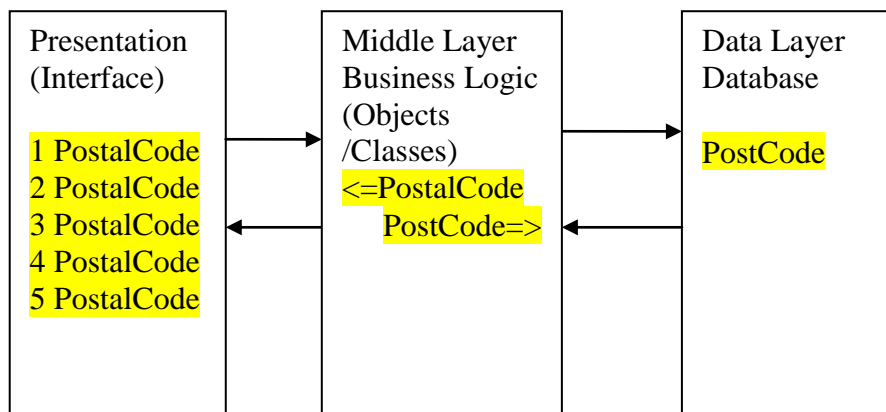 Presentation
(Interface)
1 PostalCode
2 PostalCode
3 PostalCode
4 PostalCode
5 PostalCode
Middle Layer
Business Logic
(Objects
/Classes)
<=PostalCode
PostCode=>
Data Layer
Database
PostCode